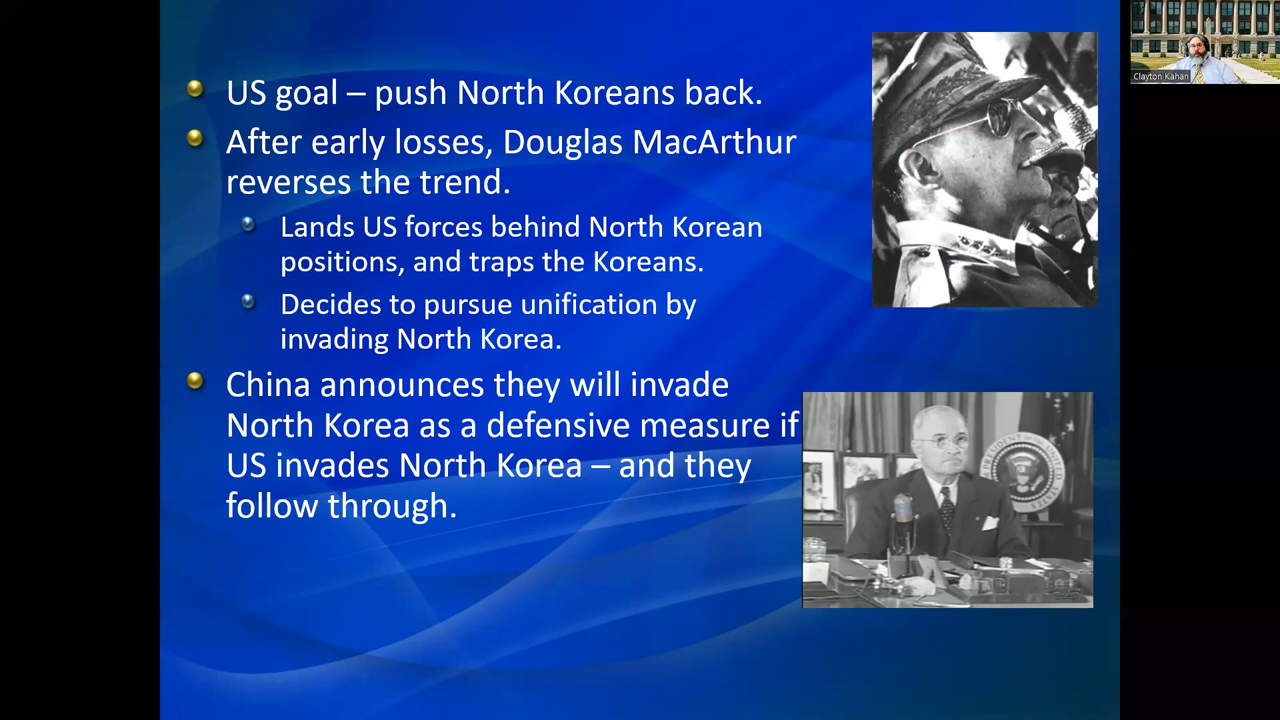 US goal – push North Koreans back.
After early losses, Douglas MacArthur
reverses the trend.
Lands US forces behind North Korean
positions, and traps the Koreans.
Decides to pursue unification by
invading North Korea.
China announces they will invade
North Korea as a defensive measure if
US invades North Korea – and they
follow through.
Clayton Kahan